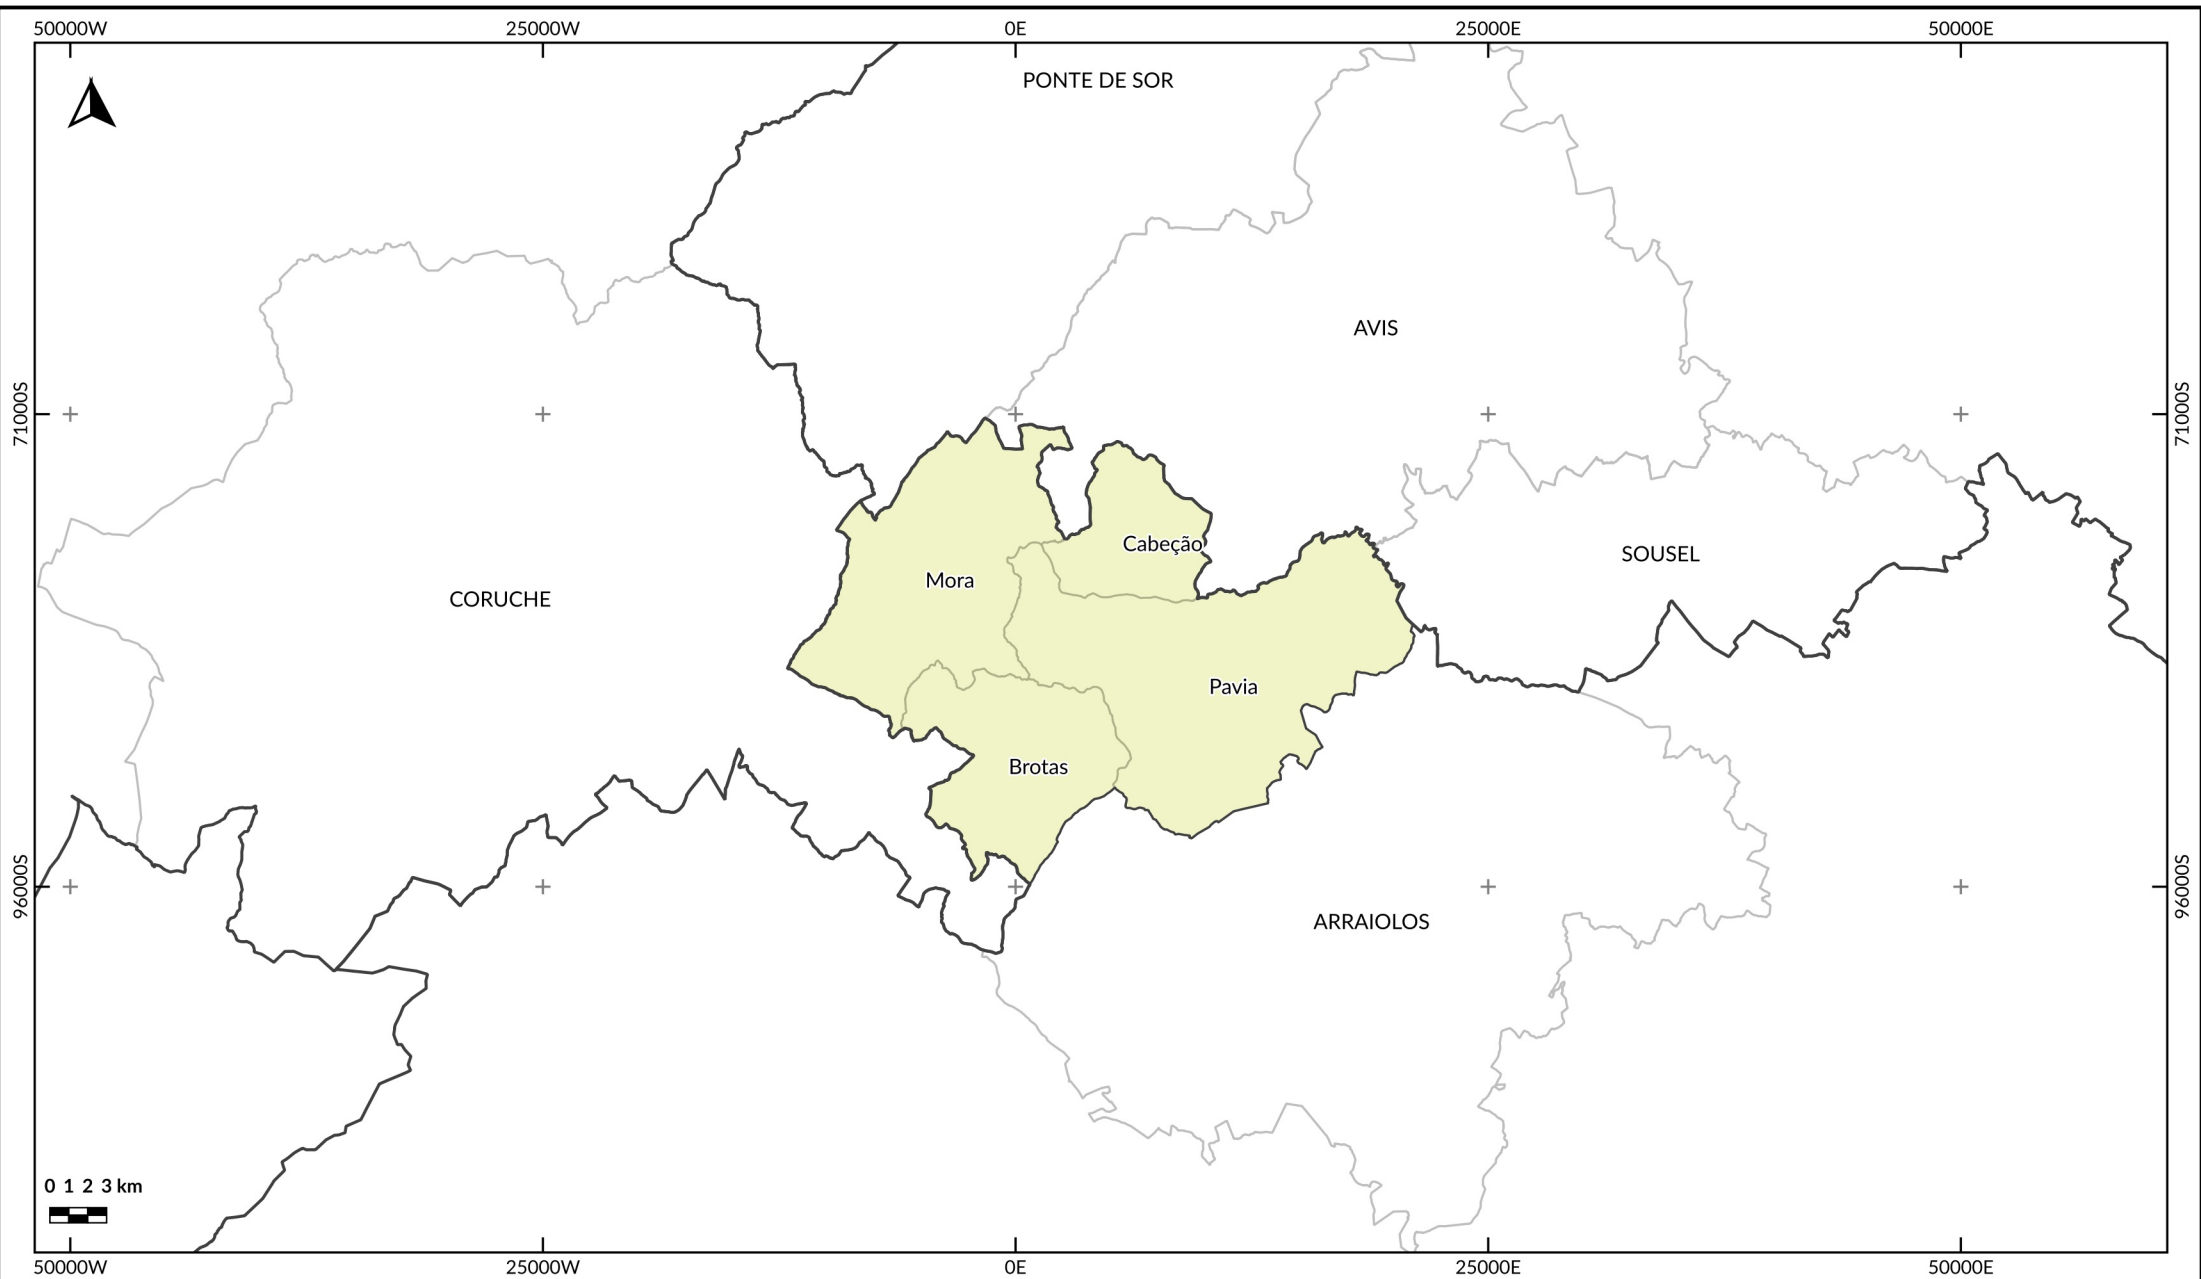 50000W 25000W 0E 25000E 50000E
PONTE DE SOR
AVIS
71000S 71000S
Cabeção
SOUSEL
Mora
CORUCHE
Pavia
Brotas
96000S 96000S
ARRAIOLOS
0 1 2 3 km
50000W 25000W 0E 25000E 50000E